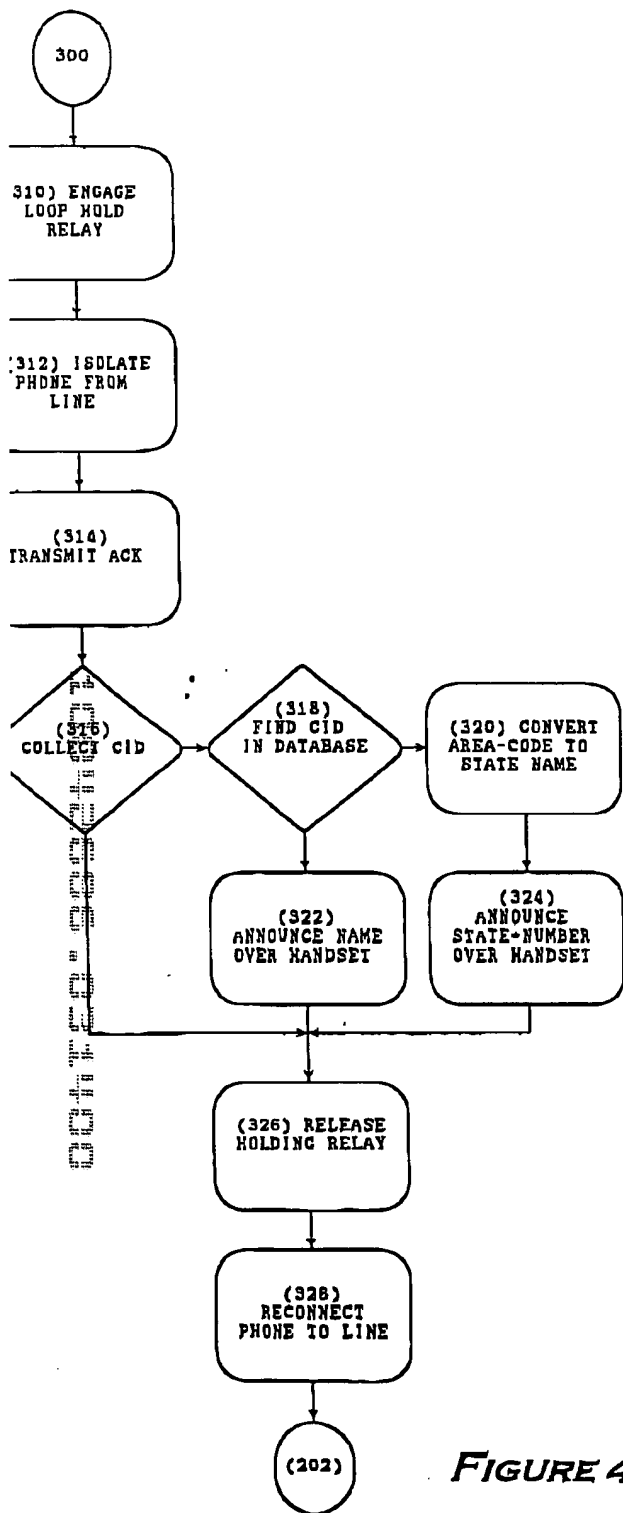 300
310) ENGAGE
LOOP HOLD
RELAY
(312) ISOLATE
PHONE FROM
LINE
(314)
TRANSMIT ACK
(316)
COLLECT CID
(318)
FIND CID
IN DATABASE
(320) CONVERT
AREA-CODE TO
STATE NAME
(322)
ANNOUNCE NAME
OVER HANDSET
(324)
ANNOUNCE
STATE-NUMBER
OVER HANDSET
(326) RELEASE
HOLDING RELAY
(328)
RECONNECT
PHONE TO LINE
(202)
FIGURE 4